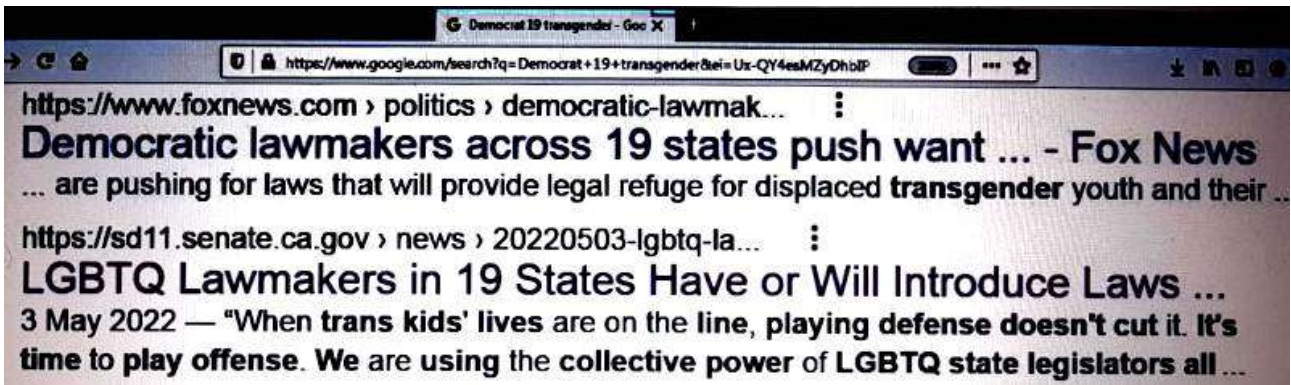 Democrat 19 transgender - Goo X
https://www.google.com/search?q=Democrat+19+transgender&ei=Ux-QY4esMZyDhbIP
https://www.foxnews.com › politics › democratic-lawmak...
Democratic lawmakers across 19 states push want ... - Fox News
... are pushing for laws that will provide legal refuge for displaced transgender youth and their ...
https://sd11.senate.ca.gov › news › 20220503-lgbtq-la...
LGBTQ Lawmakers in 19 States Have or Will Introduce Laws ...
3 May 2022 — “When trans kids' lives are on the line, playing defense doesn't cut it. It's
time to play offense. We are using the collective power of LGBTQ state legislators all ...